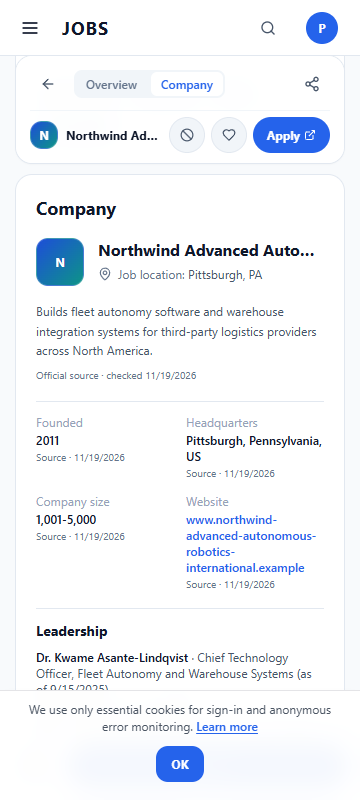 JOBS
P
Overview
Company
N
Northwind Ad...
Apply
Company
N
Northwind Advanced Auto...
Job location: Pittsburgh, PA
Builds fleet autonomy software and warehouse
integration systems for third-party logistics providers
across North America.
Official source · checked 11/19/2026
Founded
2011
Source · 11/19/2026
Headquarters
Pittsburgh, Pennsylvania,
US
Source · 11/19/2026
Company size
1,001-5,000
Source · 11/19/2026
Website
www.northwind-
advanced-autonomous-
robotics-
international.example
Source · 11/19/2026
Leadership
Dr. Kwame Asante-Lindqvist · Chief Technology
Officer, Fleet Autonomy and Warehouse Systems (as
of 9/15/2025)
We use only essential cookies for sign-in and anonymous
error monitoring. Learn more
OK